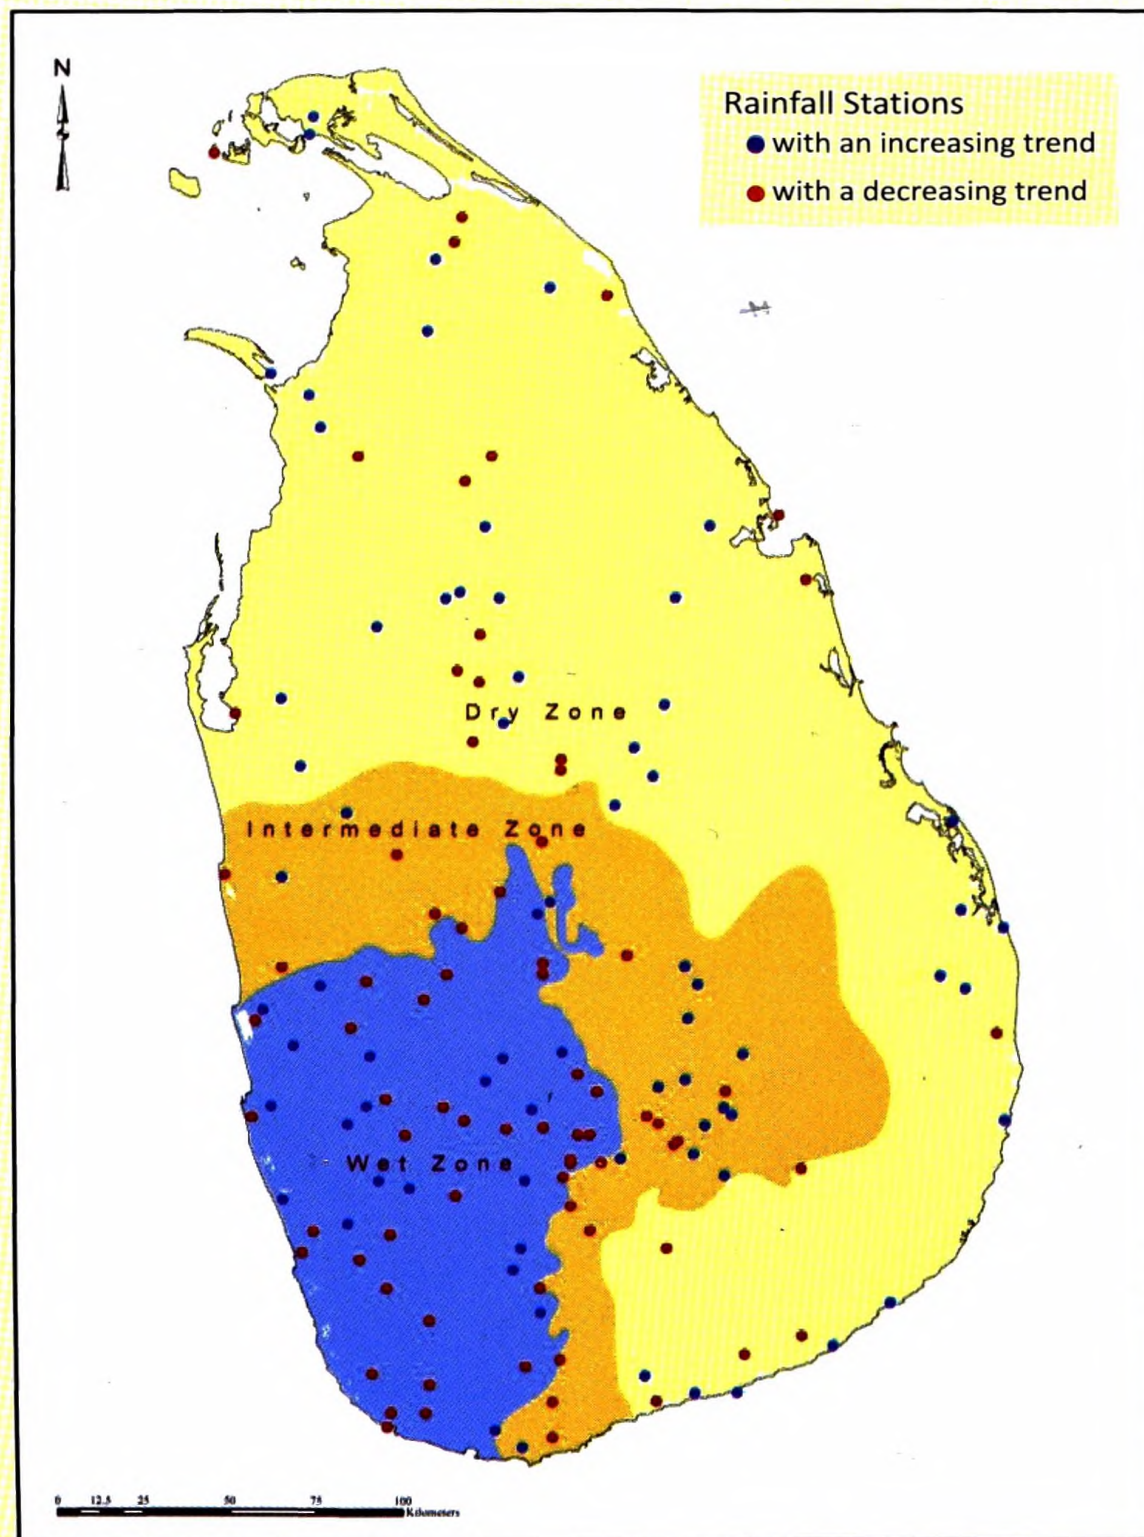 N
Rainfall Stations
with an increasing trend
with a decreasing trend
Dry Zone
Intermediate Zone
Wet Zone
0 12.5 25 50 75 100
Kilometers